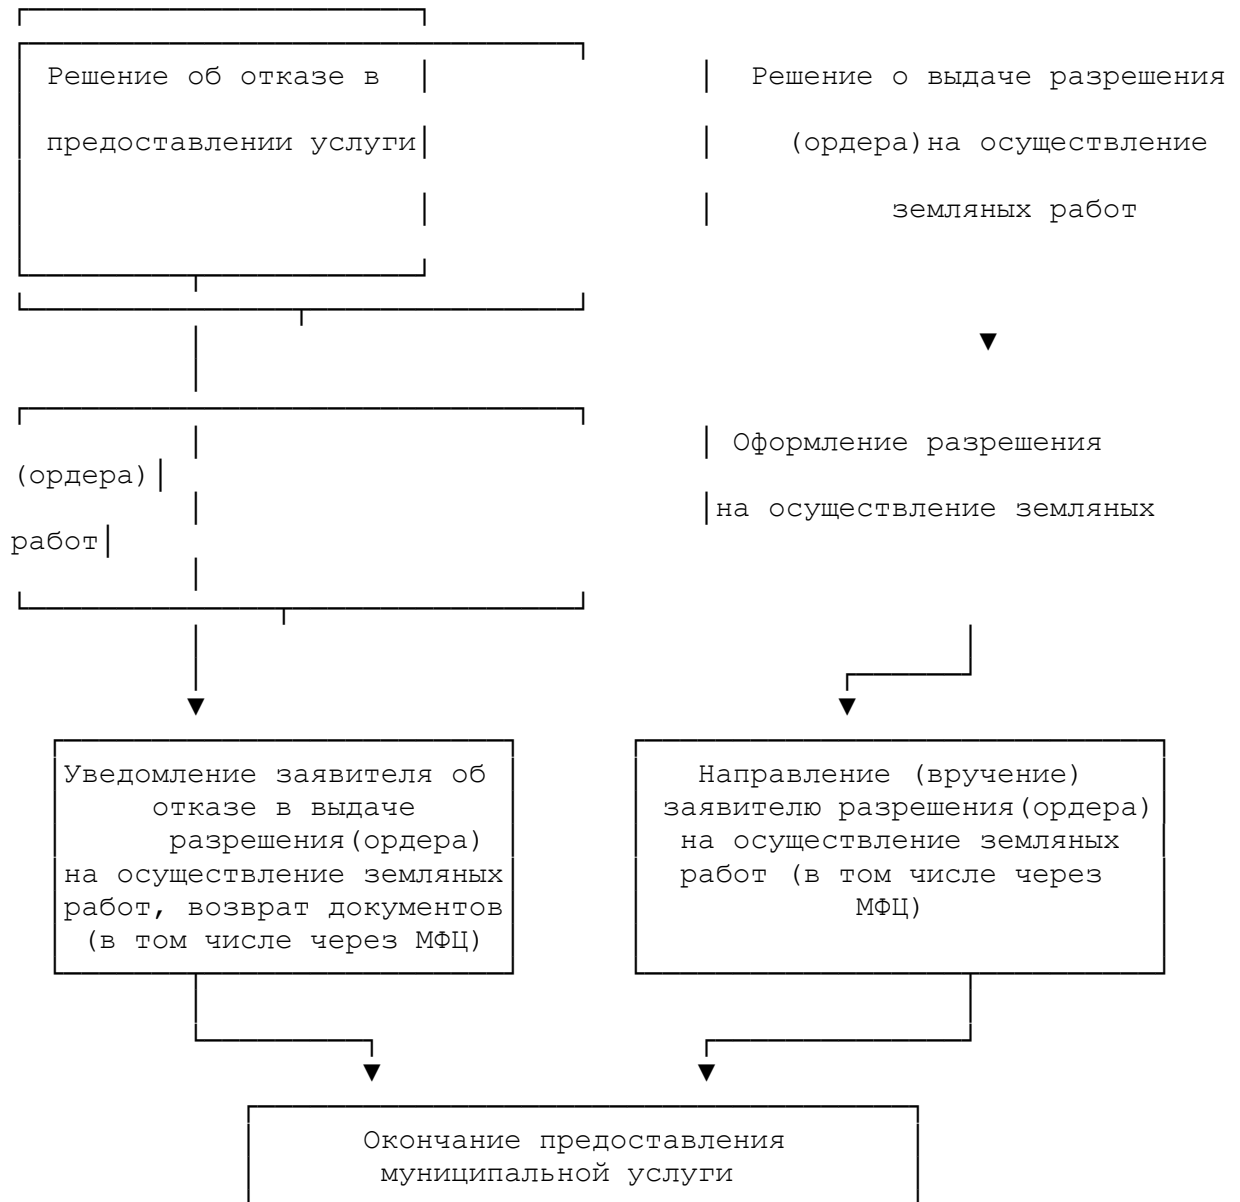 Решение об отказе в
Решение о выдаче разрешения
предоставлении услуги
(ордера)на осуществление
земляных работ
Оформление разрешения
(ордера)
на осуществление земляных
работ
Уведомление заявителя об
отказе в выдаче
разрешения(ордера)
на осуществление земляных
работ, возврат документов
(в том числе через МФЦ)
Направление (вручение)
заявителю разрешения(ордера)
на осуществление земляных
работ (в том числе через
МФЦ)
Окончание предоставления
муниципальной услуги